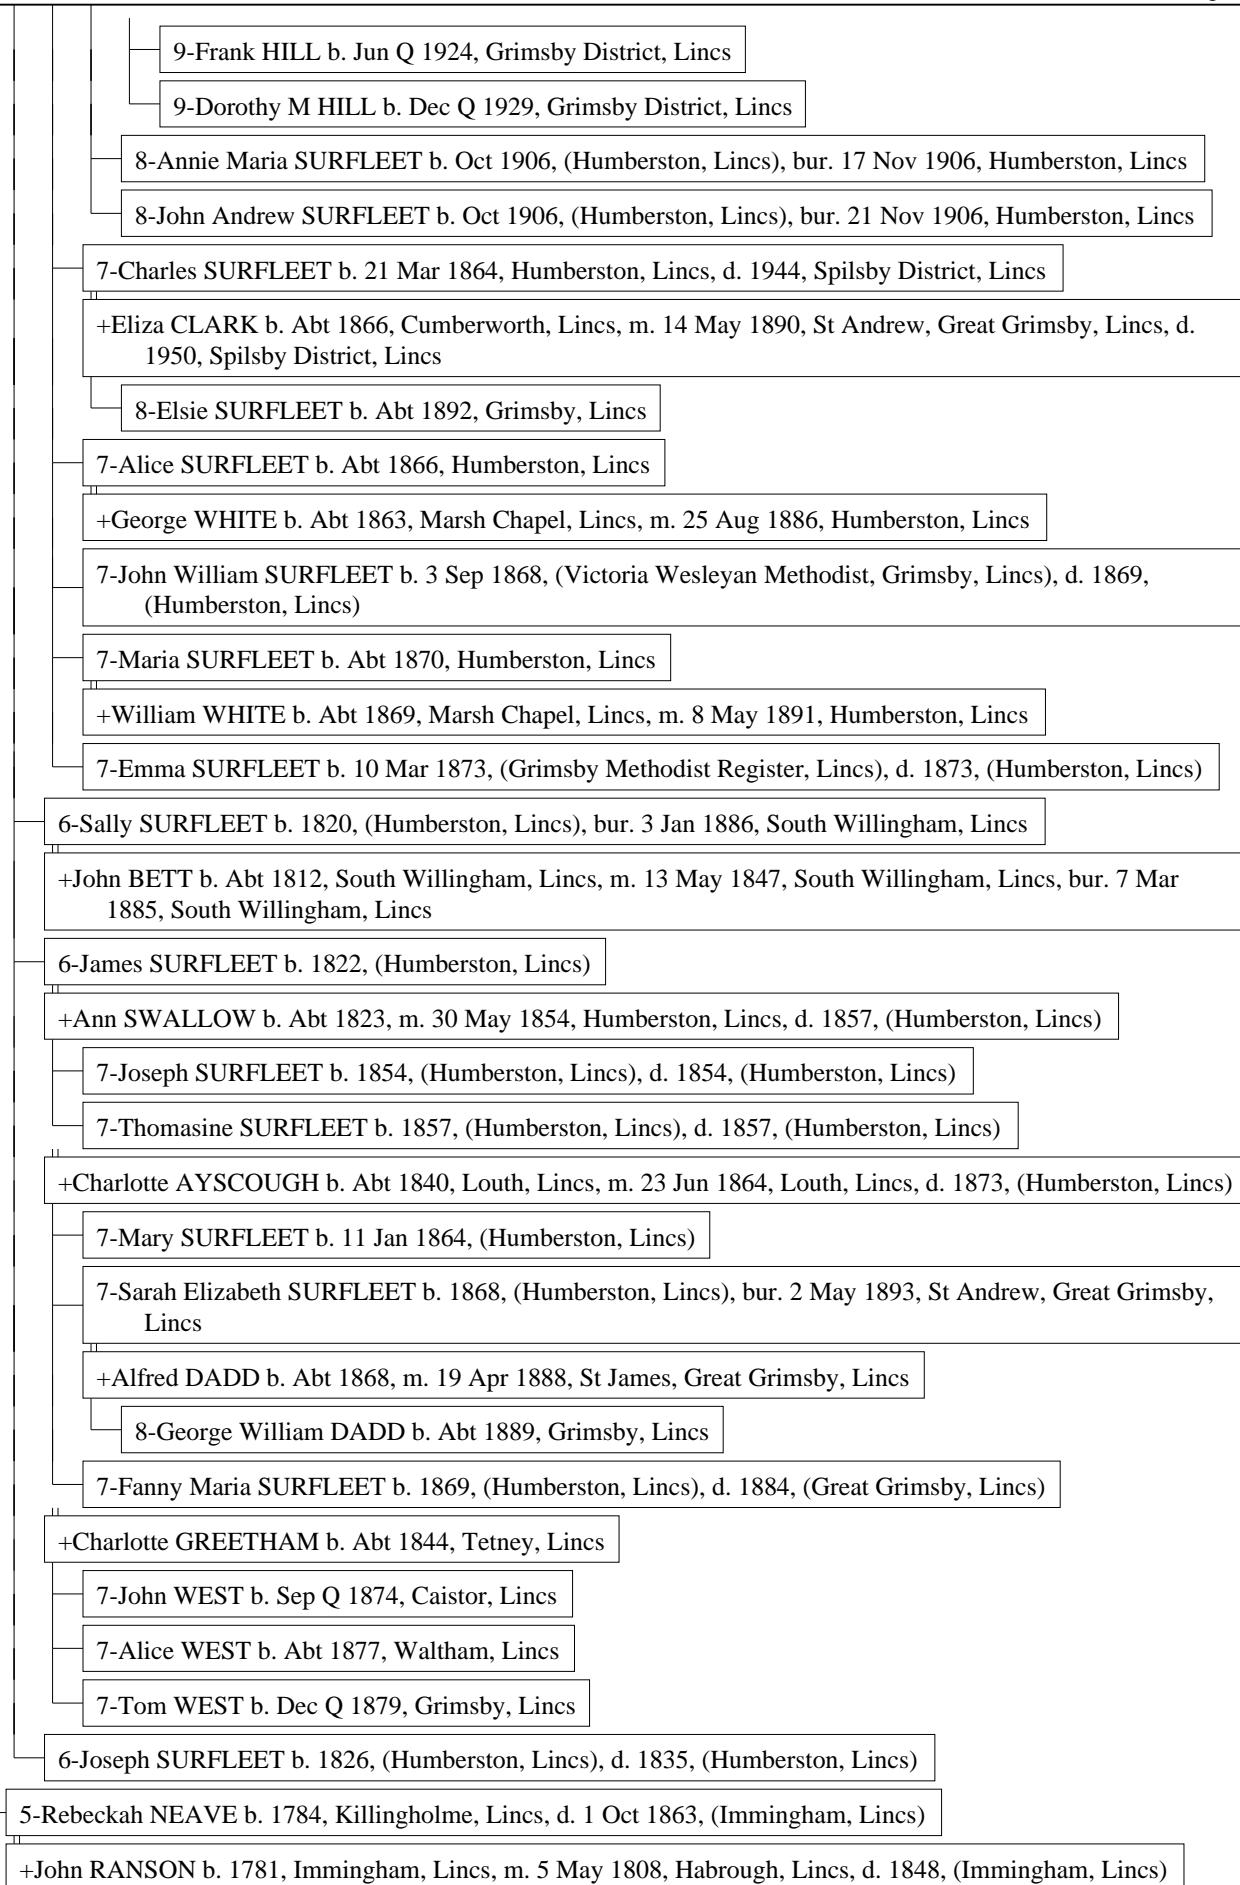 9-Frank HILL b. Jun Q 1924, Grimsby District, Lincs
9-Dorothy M HILL b. Dec Q 1929, Grimsby District, Lincs
8-Annie Maria SURFLEET b. Oct 1906, (Humberston, Lincs), bur. 17 Nov 1906, Humberston, Lincs
8-John Andrew SURFLEET b. Oct 1906, (Humberston, Lincs), bur. 21 Nov 1906, Humberston, Lincs
7-Charles SURFLEET b. 21 Mar 1864, Humberston, Lincs, d. 1944, Spilsby District, Lincs
+Eliza CLARK b. Abt 1866, Cumberworth, Lincs, m. 14 May 1890, St Andrew, Great Grimsby, Lincs, d.
1950, Spilsby District, Lincs
8-Elsie SURFLEET b. Abt 1892, Grimsby, Lincs
7-Alice SURFLEET b. Abt 1866, Humberston, Lincs
+George WHITE b. Abt 1863, Marsh Chapel, Lincs, m. 25 Aug 1886, Humberston, Lincs
7-John William SURFLEET b. 3 Sep 1868, (Victoria Wesleyan Methodist, Grimsby, Lincs), d. 1869,
(Humberston, Lincs)
7-Maria SURFLEET b. Abt 1870, Humberston, Lincs
+William WHITE b. Abt 1869, Marsh Chapel, Lincs, m. 8 May 1891, Humberston, Lincs
7-Emma SURFLEET b. 10 Mar 1873, (Grimsby Methodist Register, Lincs), d. 1873, (Humberston, Lincs)
6-Sally SURFLEET b. 1820, (Humberston, Lincs), bur. 3 Jan 1886, South Willingham, Lincs
+John BETT b. Abt 1812, South Willingham, Lincs, m. 13 May 1847, South Willingham, Lincs, bur. 7 Mar
1885, South Willingham, Lincs
6-James SURFLEET b. 1822, (Humberston, Lincs)
+Ann SWALLOW b. Abt 1823, m. 30 May 1854, Humberston, Lincs, d. 1857, (Humberston, Lincs)
7-Joseph SURFLEET b. 1854, (Humberston, Lincs), d. 1854, (Humberston, Lincs)
7-Thomasine SURFLEET b. 1857, (Humberston, Lincs), d. 1857, (Humberston, Lincs)
+Charlotte AYSCOUGH b. Abt 1840, Louth, Lincs, m. 23 Jun 1864, Louth, Lincs, d. 1873, (Humberston, Lincs)
7-Mary SURFLEET b. 11 Jan 1864, (Humberston, Lincs)
7-Sarah Elizabeth SURFLEET b. 1868, (Humberston, Lincs), bur. 2 May 1893, St Andrew, Great Grimsby,
Lincs
+Alfred DADD b. Abt 1868, m. 19 Apr 1888, St James, Great Grimsby, Lincs
8-George William DADD b. Abt 1889, Grimsby, Lincs
7-Fanny Maria SURFLEET b. 1869, (Humberston, Lincs), d. 1884, (Great Grimsby, Lincs)
+Charlotte GREETHAM b. Abt 1844, Tetney, Lincs
7-John WEST b. Sep Q 1874, Caistor, Lincs
7-Alice WEST b. Abt 1877, Waltham, Lincs
7-Tom WEST b. Dec Q 1879, Grimsby, Lincs
6-Joseph SURFLEET b. 1826, (Humberston, Lincs), d. 1835, (Humberston, Lincs)
5-Rebeckah NEAVE b. 1784, Killingholme, Lincs, d. 1 Oct 1863, (Immingham, Lincs)
+John RANSON b. 1781, Immingham, Lincs, m. 5 May 1808, Habrough, Lincs, d. 1848, (Immingham, Lincs)